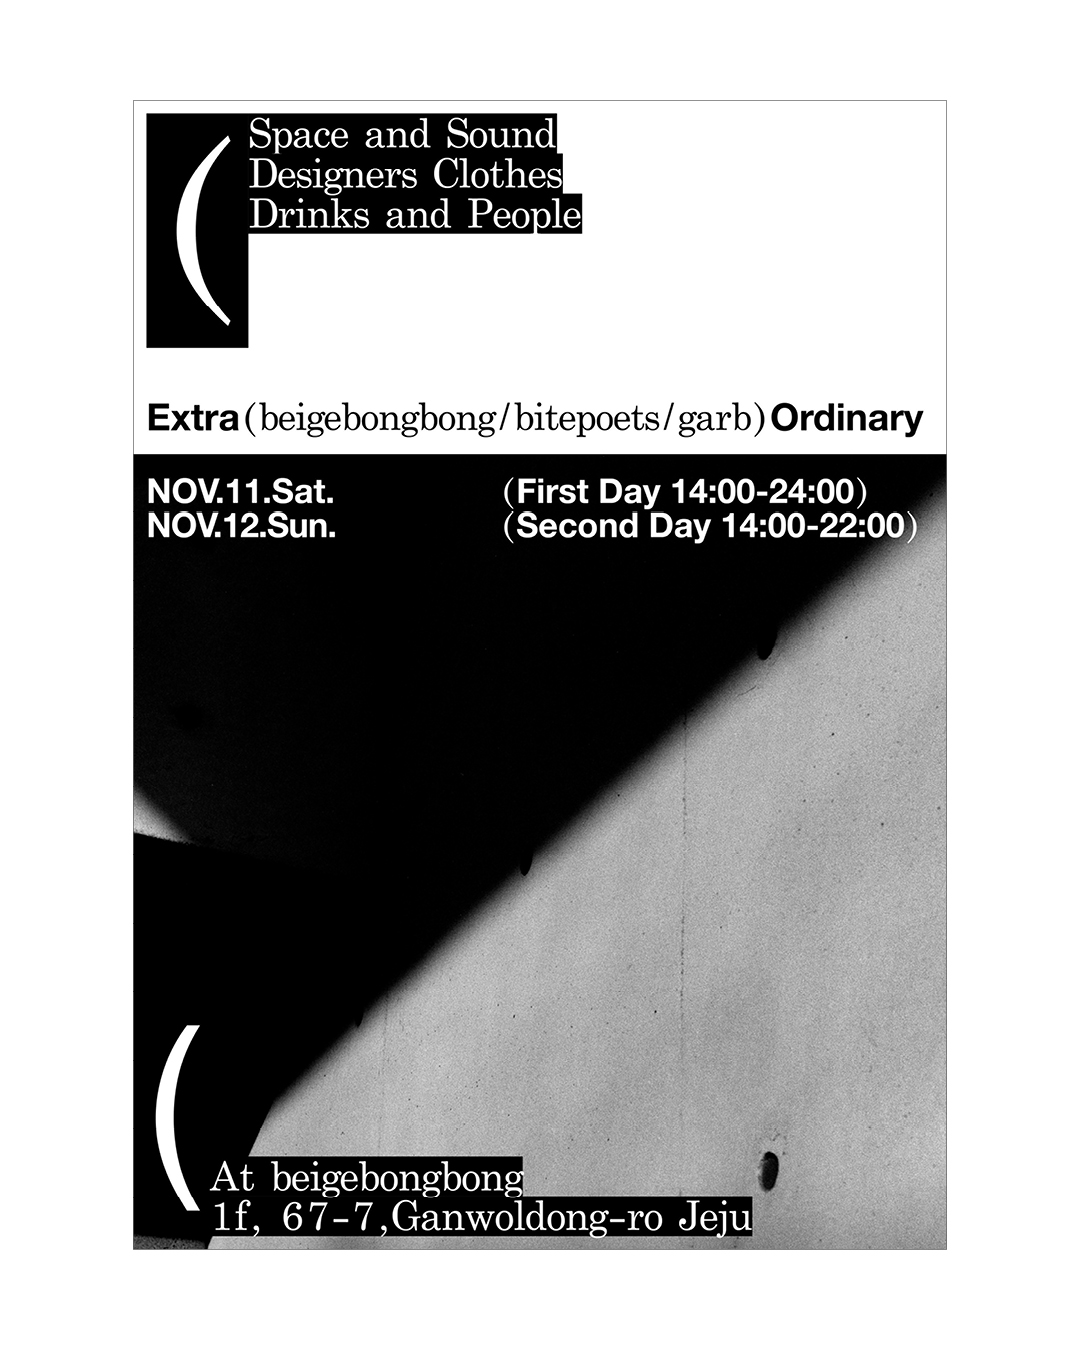 (
Space and Sound
Designers Clothes
Drinks and People
Extra(beigebongbong/bitepoets/garb)Ordinary
NOV.11.Sat. (First Day 14:00-24:00)
NOV.12.Sun. (Second Day 14:00-22:00)
(
At beigebongbong
1f, 67-7,Ganwoldong-ro Jeju